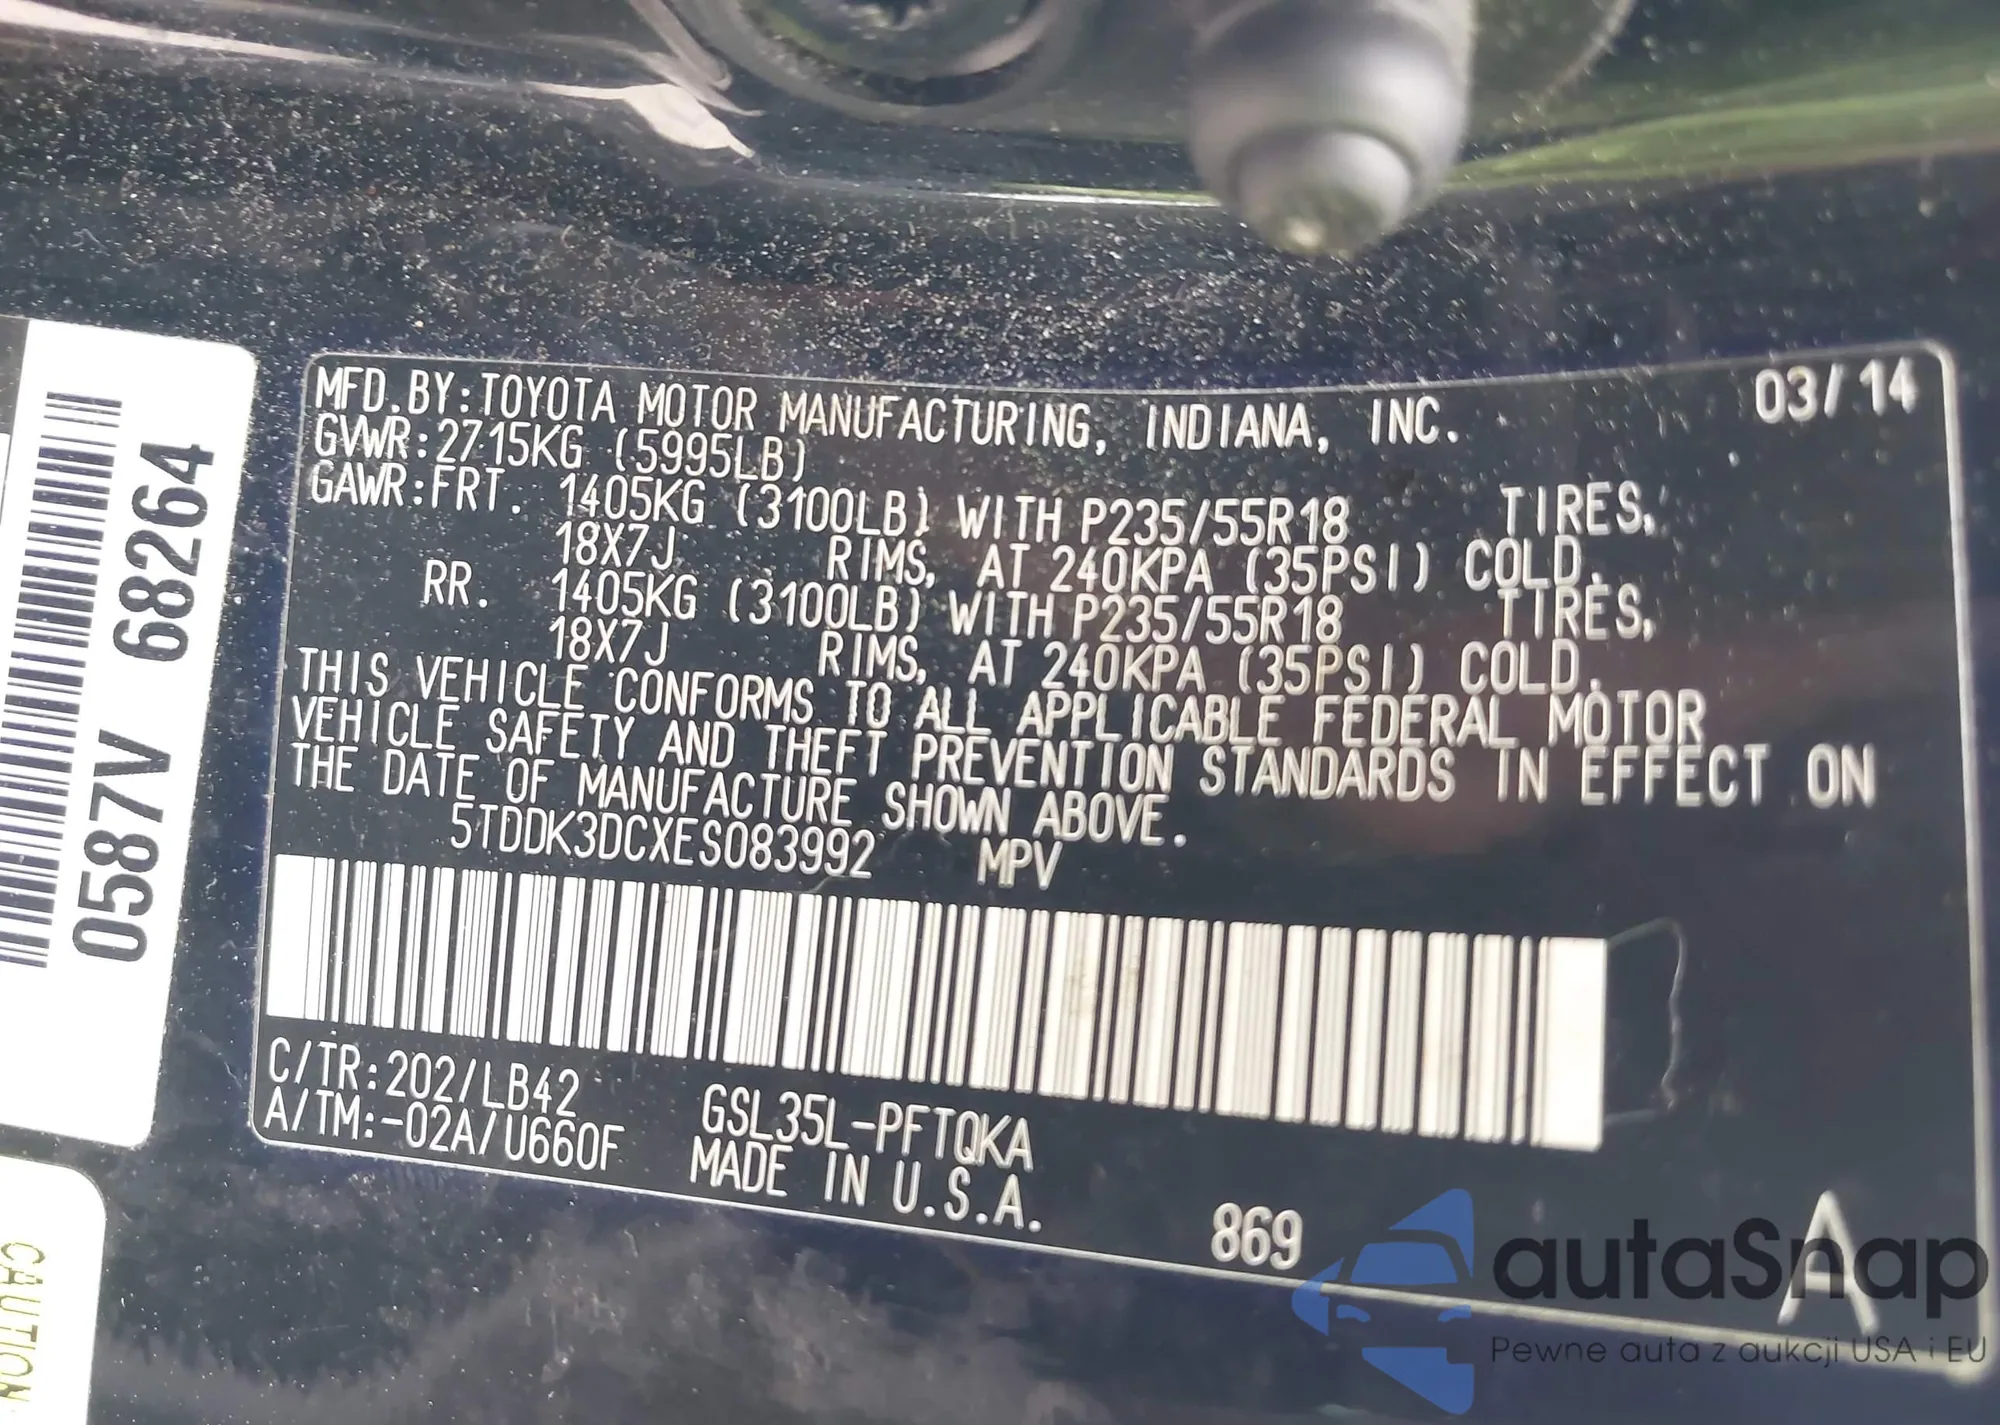 MFD. BY: TOYOTA MOTOR MANUFACTURING, INDIANA, INC. 03/14
GVWR: 2715KG (5995LB)
GAWR: FRT. 1405KG (3100LB) WITH P235/55R18 TIRES,
18X7J RIMS, AT 240KPA (35PSI) COLD.
RR. 1405KG (3100LB) WITH P235/55R18 TIRES,
18X7J RIMS, AT 240KPA (35PSI) COLD.
THIS VEHICLE CONFORMS TO ALL APPLICABLE FEDERAL MOTOR
VEHICLE SAFETY AND THEFT PREVENTION STANDARDS IN EFFECT ON
THE DATE OF MANUFACTURE SHOWN ABOVE.
5TDDK3DCXES083992 MPV
C/TR: 202/LB42
A/TM: -02A/U660F
GSL35L-PFTQKA
MADE IN U.S.A.
869
A
087V 68264
CAUTION
autaSnap
Pewne auta z aukcji USA i EU